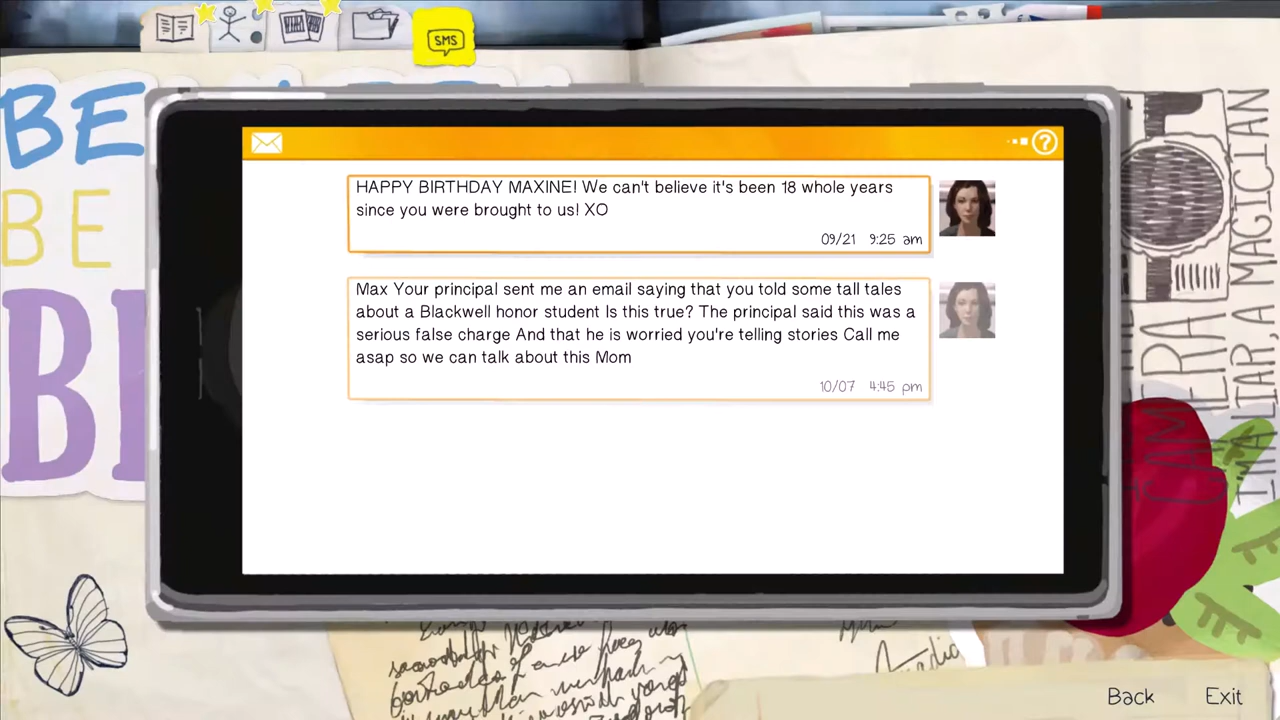 SMS
HAPPY BIRTHDAY MAXINE! We can't believe it's been 18 whole years
since you were brought to us! XO
09/21 9:25 am
Max Your principal sent me an email saying that you told some tall tales
about a Blackwell honor student Is this true? The principal said this was a
serious false charge And that he is worried you're telling stories Call me
asap so we can talk about this Mom
10/07 4:45 pm
BE
BE
CAMERA
I'M A LIAR, A MAGICIAN
Back Exit